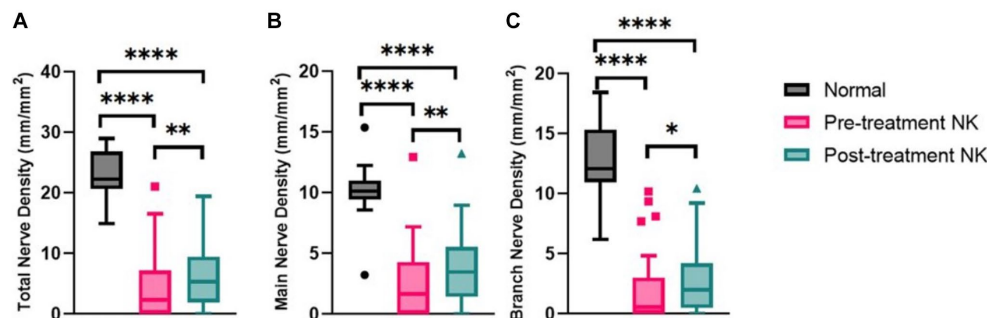 A
Total Nerve Density (mm/mm²)
40
30
20
10
0
****
****
**
B
Main Nerve Density (mm/mm²)
20
15
10
5
0
****
****
**
C
Branch Nerve Density (mm/mm²)
20
15
10
5
0
****
****
*
Normal
Pre-treatment NK
Post-treatment NK